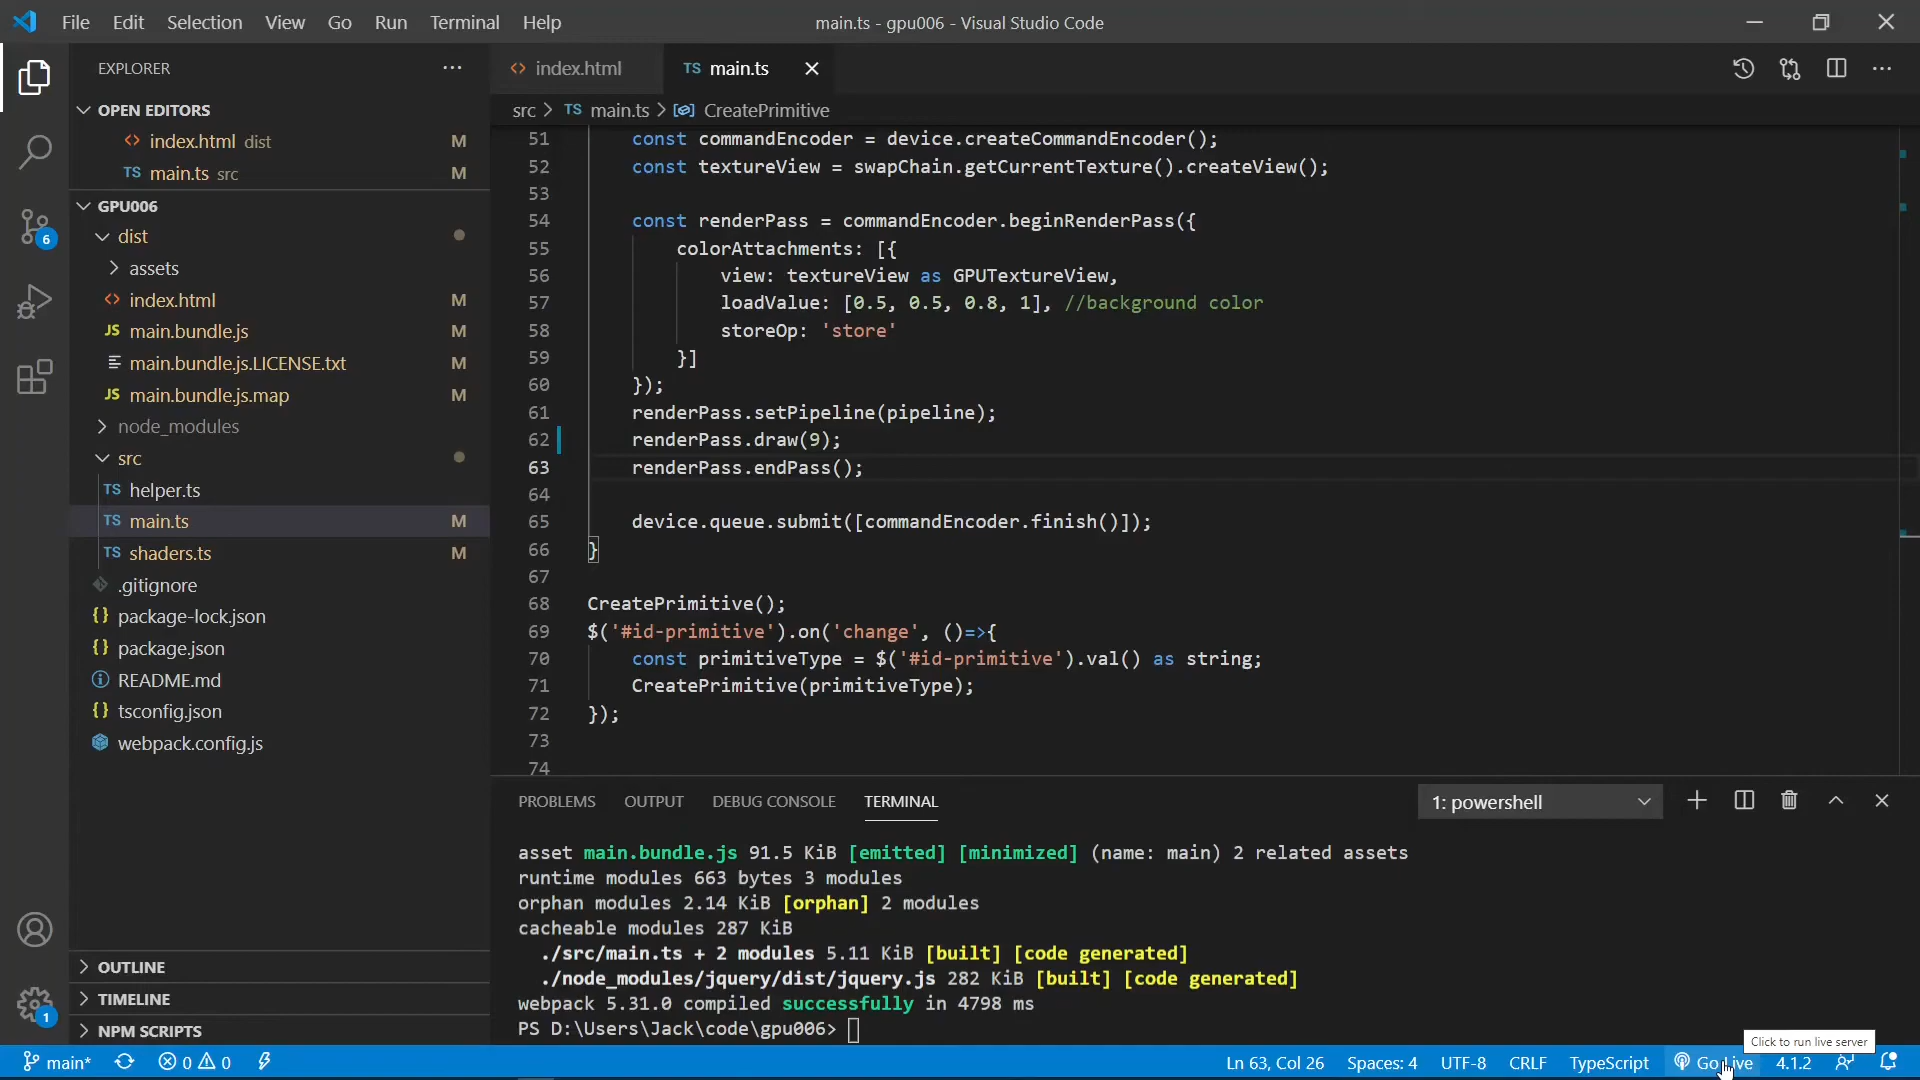 File Edit Selection View Go Run Terminal Help
main.ts - gpu006 - Visual Studio Code
EXPLORER
OPEN EDITORS
index.html dist M
TS main.ts src M
GPU006
dist
assets
index.html M
JS main.bundle.js M
main.bundle.js.LICENSE.txt M
JS main.bundle.js.map M
node_modules
src
TS helper.ts
TS main.ts M
TS shaders.ts M
.gitignore
{} package-lock.json
{} package.json
README.md
{} tsconfig.json
webpack.config.js
OUTLINE
TIMELINE
NPM SCRIPTS
6
1
index.html
TS main.ts
src > TS main.ts > CreatePrimitive
51 const commandEncoder = device.createCommandEncoder();
52 const textureView = swapChain.getCurrentTexture().createView();
53
54 const renderPass = commandEncoder.beginRenderPass({
55 colorAttachments: [{
56 view: textureView as GPUTextureView,
57 loadValue: [0.5, 0.5, 0.8, 1], //background color
58 storeOp: 'store'
59 }]
60 });
61 renderPass.setPipeline(pipeline);
62 renderPass.draw(9);
63 renderPass.endPass();
64
65 device.queue.submit([commandEncoder.finish()]);
66 }
67
68 CreatePrimitive();
69 $('#id-primitive').on('change', ()=>{
70 const primitiveType = $('#id-primitive').val() as string;
71 CreatePrimitive(primitiveType);
72 });
73
74
PROBLEMS OUTPUT DEBUG CONSOLE TERMINAL
1: powershell
asset main.bundle.js 91.5 KiB [emitted] [minimized] (name: main) 2 related assets
runtime modules 663 bytes 3 modules
orphan modules 2.14 KiB [orphan] 2 modules
cacheable modules 287 KiB
./src/main.ts + 2 modules 5.11 KiB [built] [code generated]
./node_modules/jquery/dist/jquery.js 282 KiB [built] [code generated]
webpack 5.31.0 compiled successfully in 4798 ms
PS D:\Users\Jack\code\gpu006>
Click to run live server
main* 0 0
Ln 63, Col 26 Spaces: 4 UTF-8 CRLF TypeScript Go Live 4.1.2